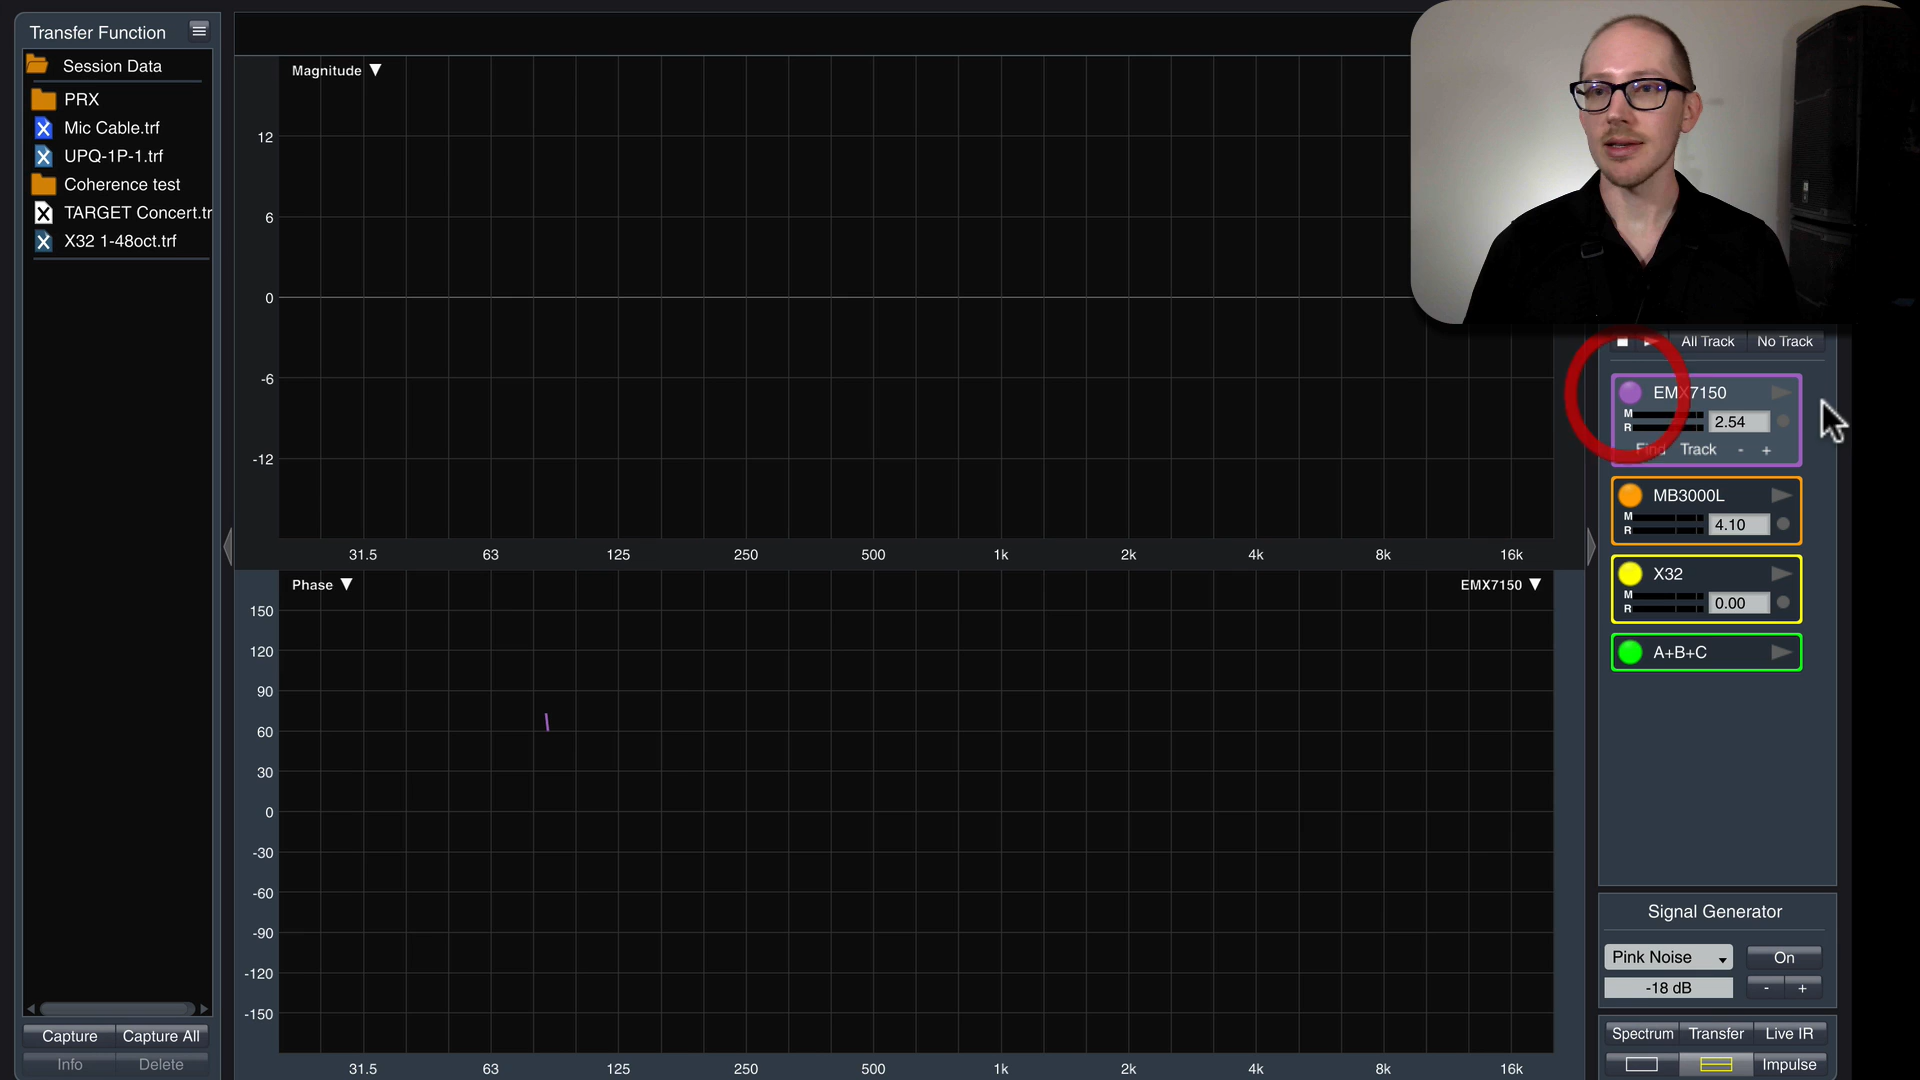 Transfer Function
Session Data
PRX
Mic Cable.trf
UPQ-1P-1.trf
Coherence test
TARGET Concert.tr
X32 1-48oct.trf
Capture
Capture All
Info
Delete
Magnitude
12
6
0
-6
-12
31.5 63 125 250 500 1k 2k 4k 8k 16k
Phase
EMX7150
150
120
90
60
30
0
-30
-60
-90
-120
-150
31.5 63 125 250 500 1k 2k 4k 8k 16k
All Track
No Track
EMX7150
M
R
2.54
Find Track - +
MB3000L
M
R
4.10
X32
M
R
0.00
A+B+C
Signal Generator
Pink Noise
On
-18 dB
- +
Spectrum
Transfer
Live IR
Impulse